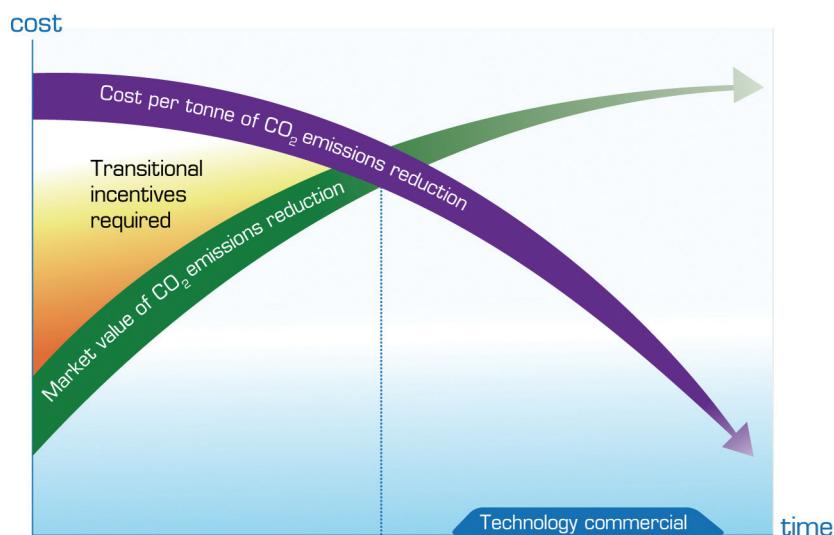 cost
Cost per tonne of CO₂ emissions reduction
Transitional
incentives
required
Market value of CO₂ emissions reduction
Technology commercial
time